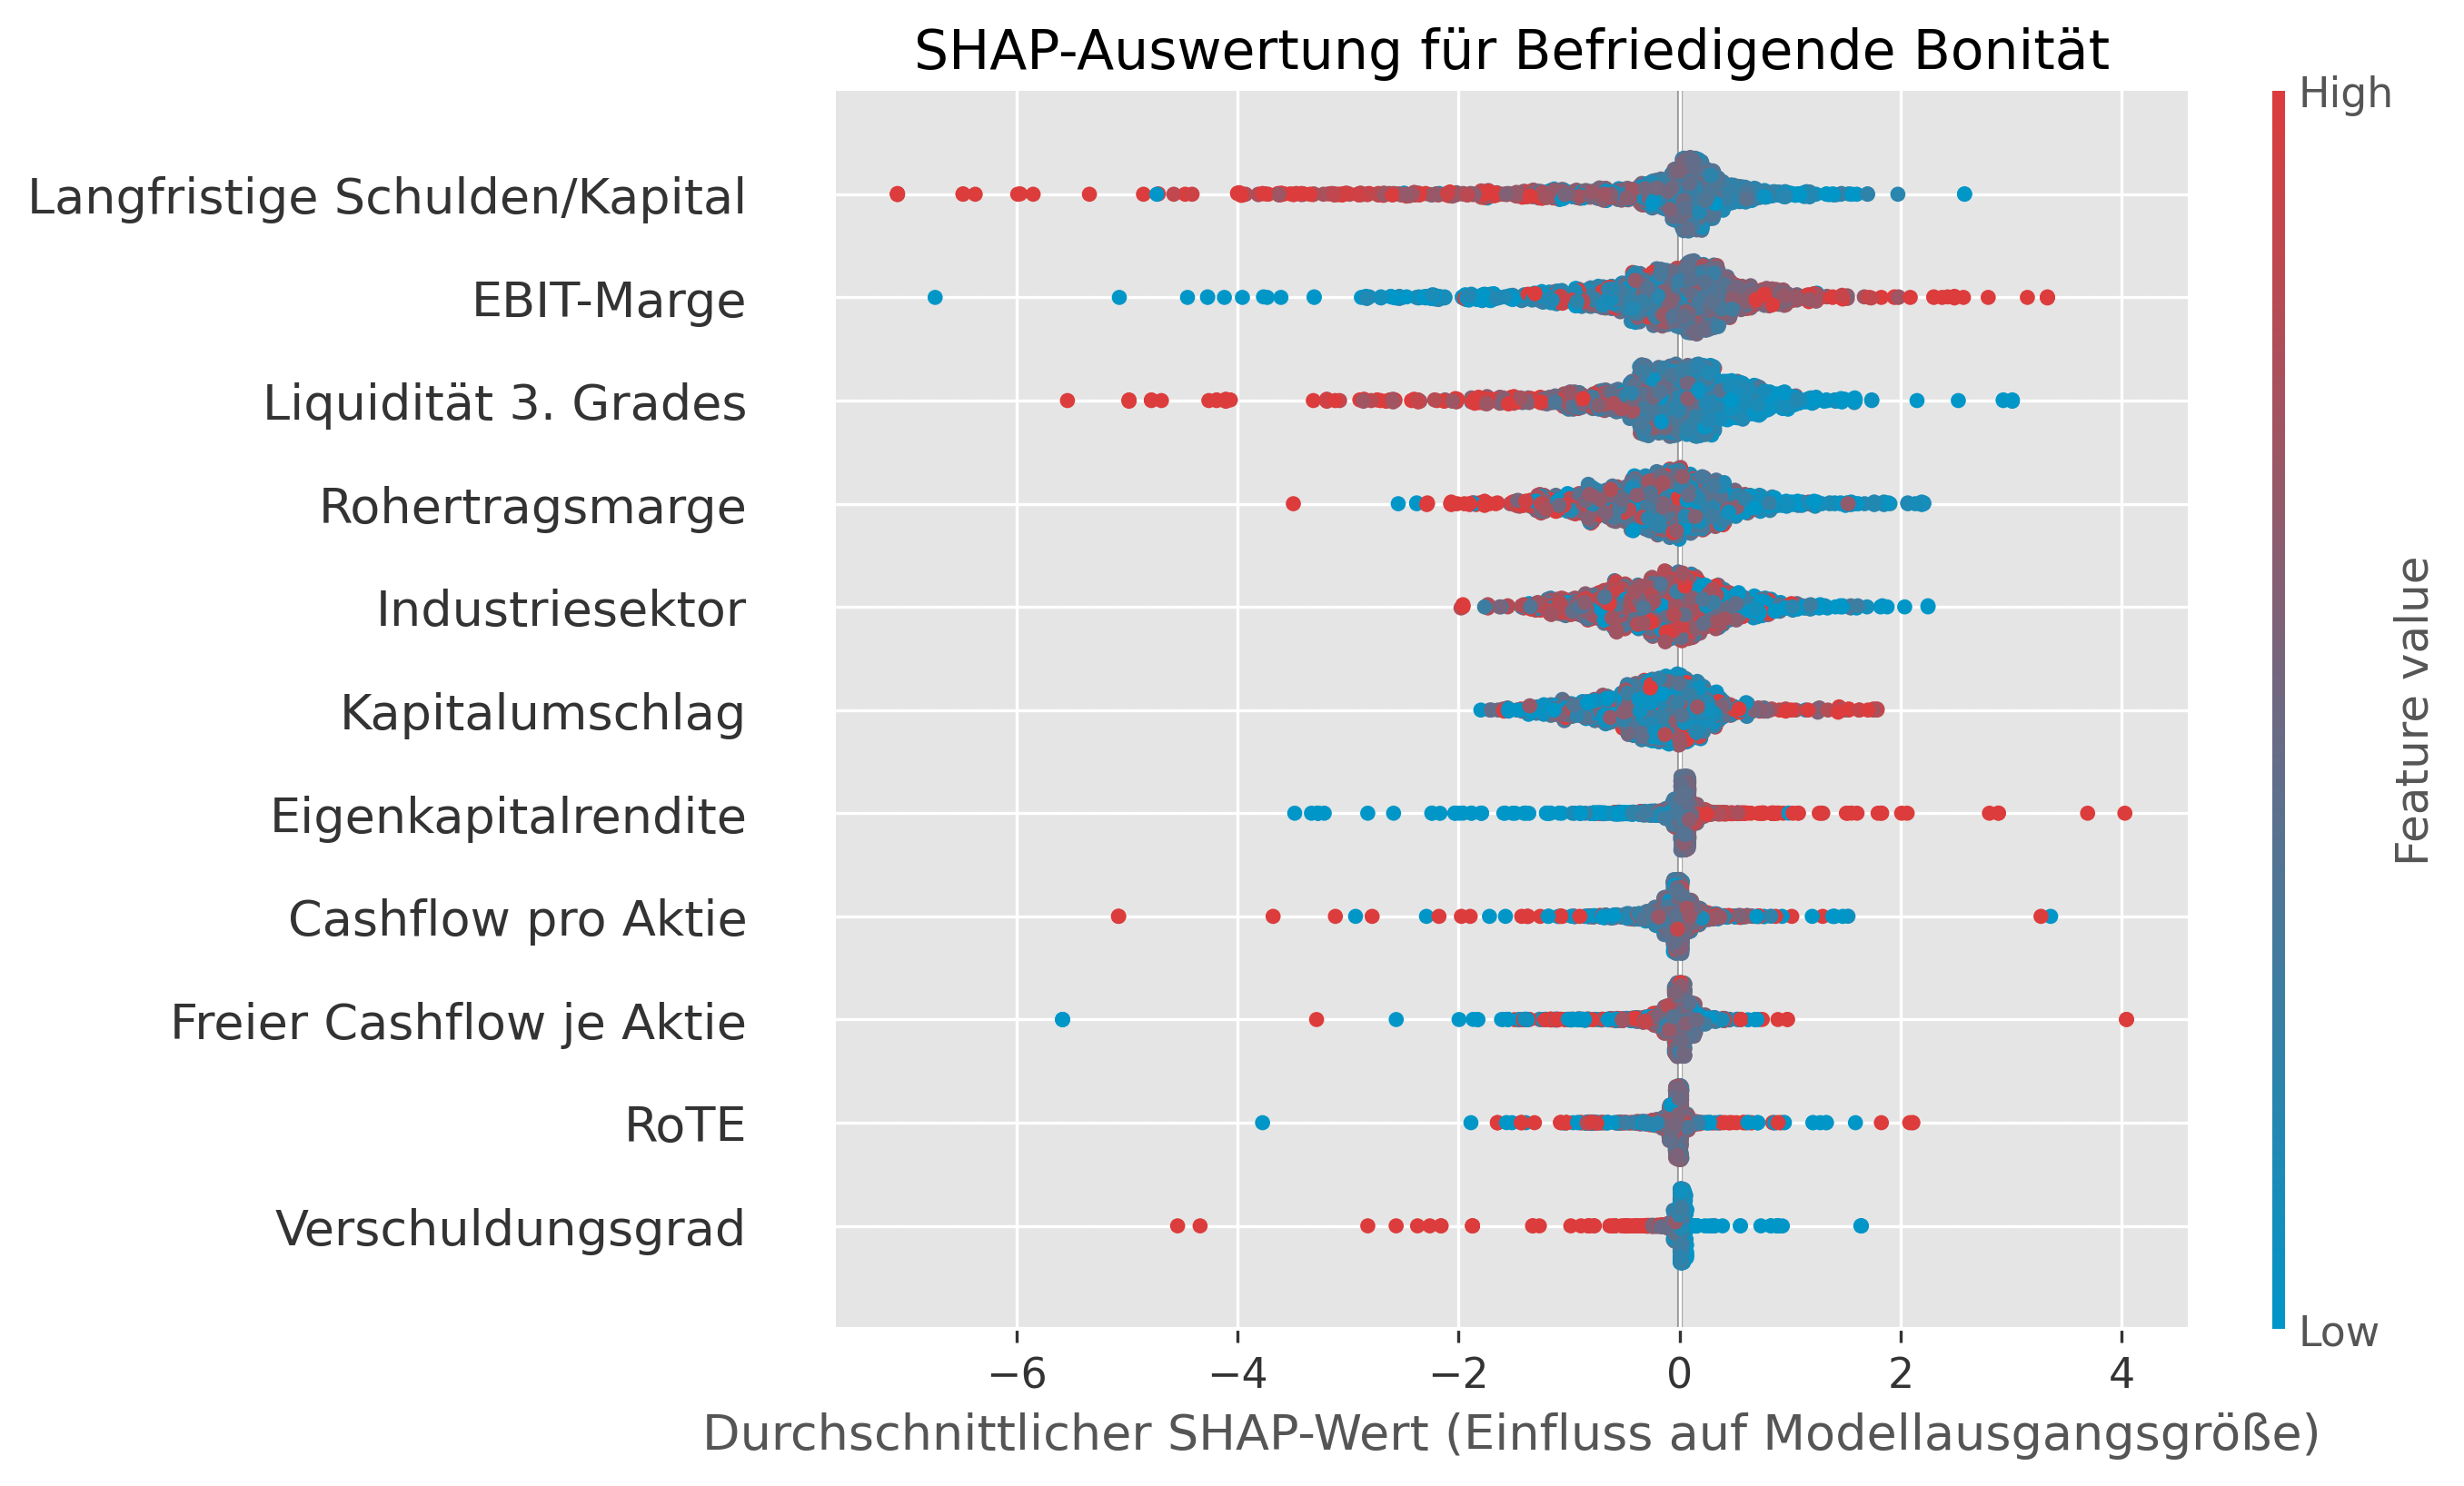 SHAP-Auswertung für Befriedigende Bonität
High
Langfristige Schulden/Kapital
EBIT-Marge
Liquidität 3. Grades
Rohertragsmarge
Industriesektor
Kapitalumschlag
Eigenkapitalrendite
Cashflow pro Aktie
Freier Cashflow je Aktie
RoTE
Verschuldungsgrad
Feature value
Low
−6 −4 −2 0 2 4
Durchschnittlicher SHAP-Wert (Einfluss auf Modellausgangsgröße)